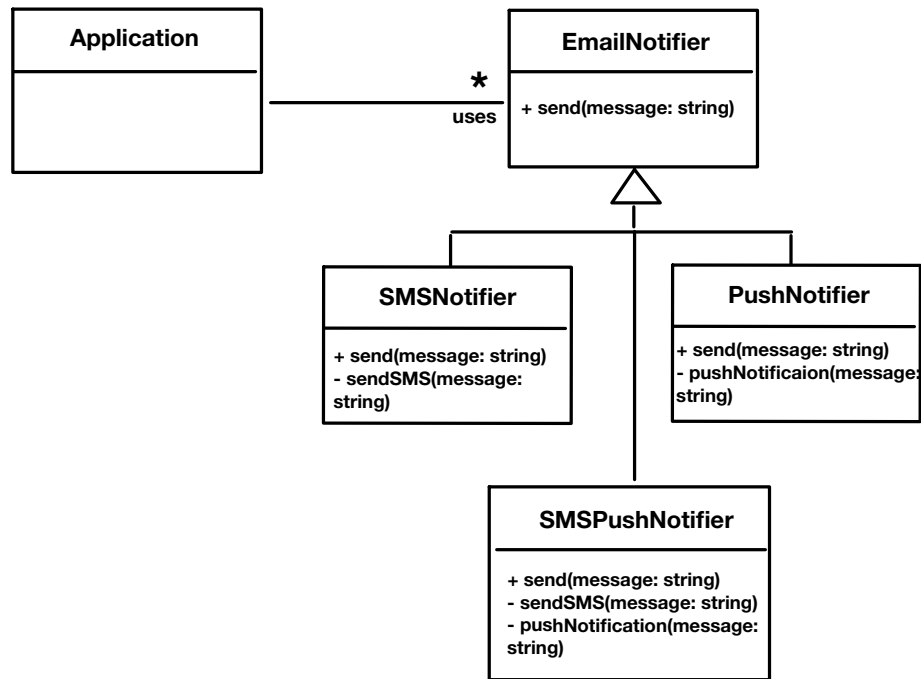 Application
EmailNotifier
*
uses
+ send(message: string)
SMSNotifier
+ send(message: string)
- sendSMS(message:
string)
PushNotifier
+ send(message: string)
- pushNotificaion(message:
string)
SMSPushNotifier
+ send(message: string)
- sendSMS(message: string)
- pushNotification(message:
string)